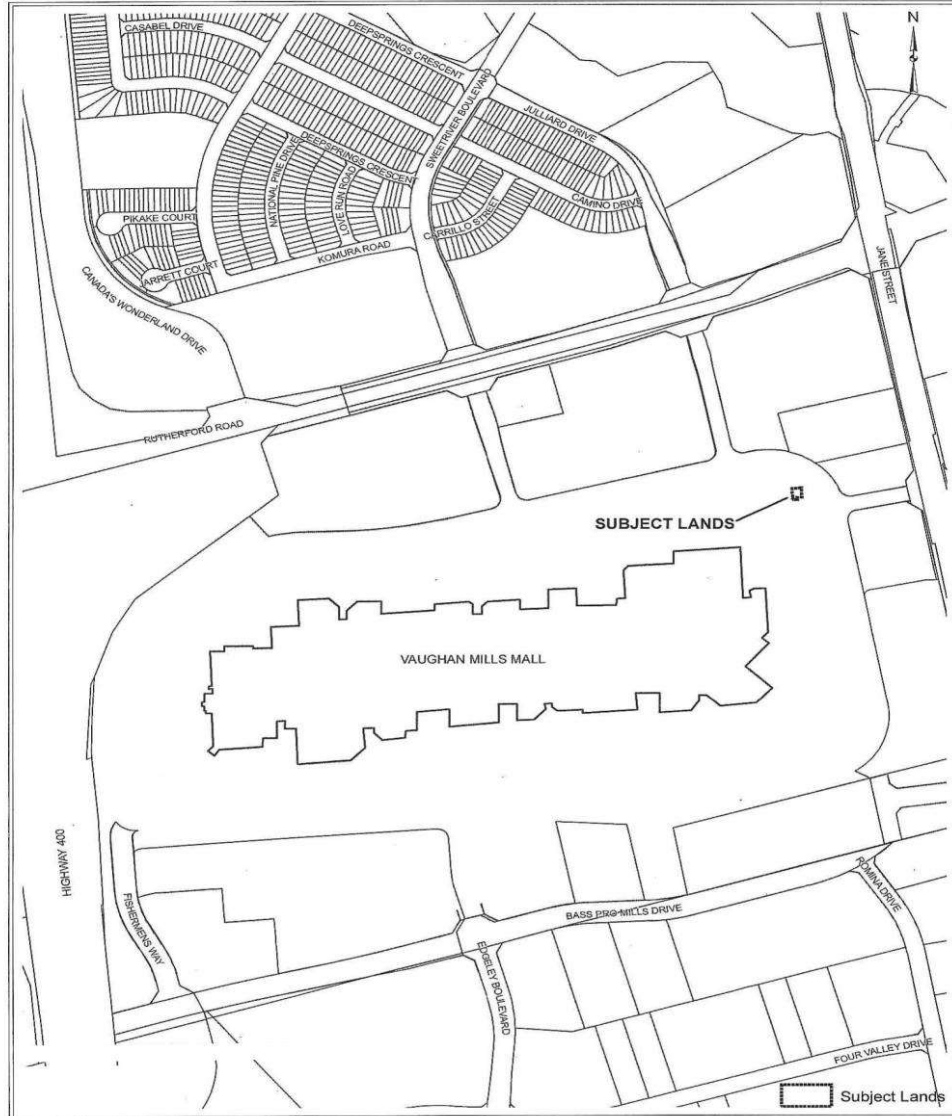 CASABEL DRIVE
DEEPSPRINGS CRESCENT
N
SWEETRIVER BOULEVARD
JULLIARD DRIVE
DEEPSPRINGS CRESCENT
NATIONAL PINE DRIVE
LOVE RUN ROAD
CAMINO DRIVE
CARRILLO STREET
PIKAKE COURT
KOMURA ROAD
JARRETT COURT
CANADA'S WONDERLAND DRIVE
JANE STREET
RUTHERFORD ROAD
SUBJECT LANDS
VAUGHAN MILLS MALL
HIGHWAY 400
FISHERMENS WAY
BASS PRO MILLS DRIVE
ROMINA DRIVE
EDGELEY BOULEVARD
FOUR VALLEY DRIVE
Subject Lands